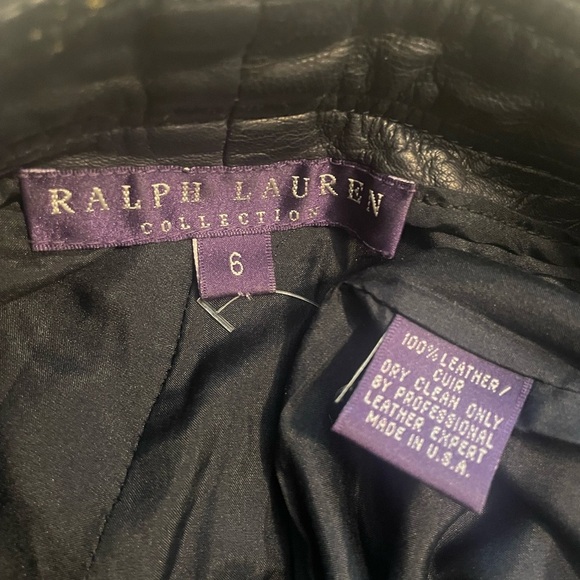 RALPH LAUREN
COLLECTION
6
100% LEATHER/
CUIR
DRY CLEAN ONLY
BY PROFESSIONAL
LEATHER EXPERT
MADE IN U.S.A.